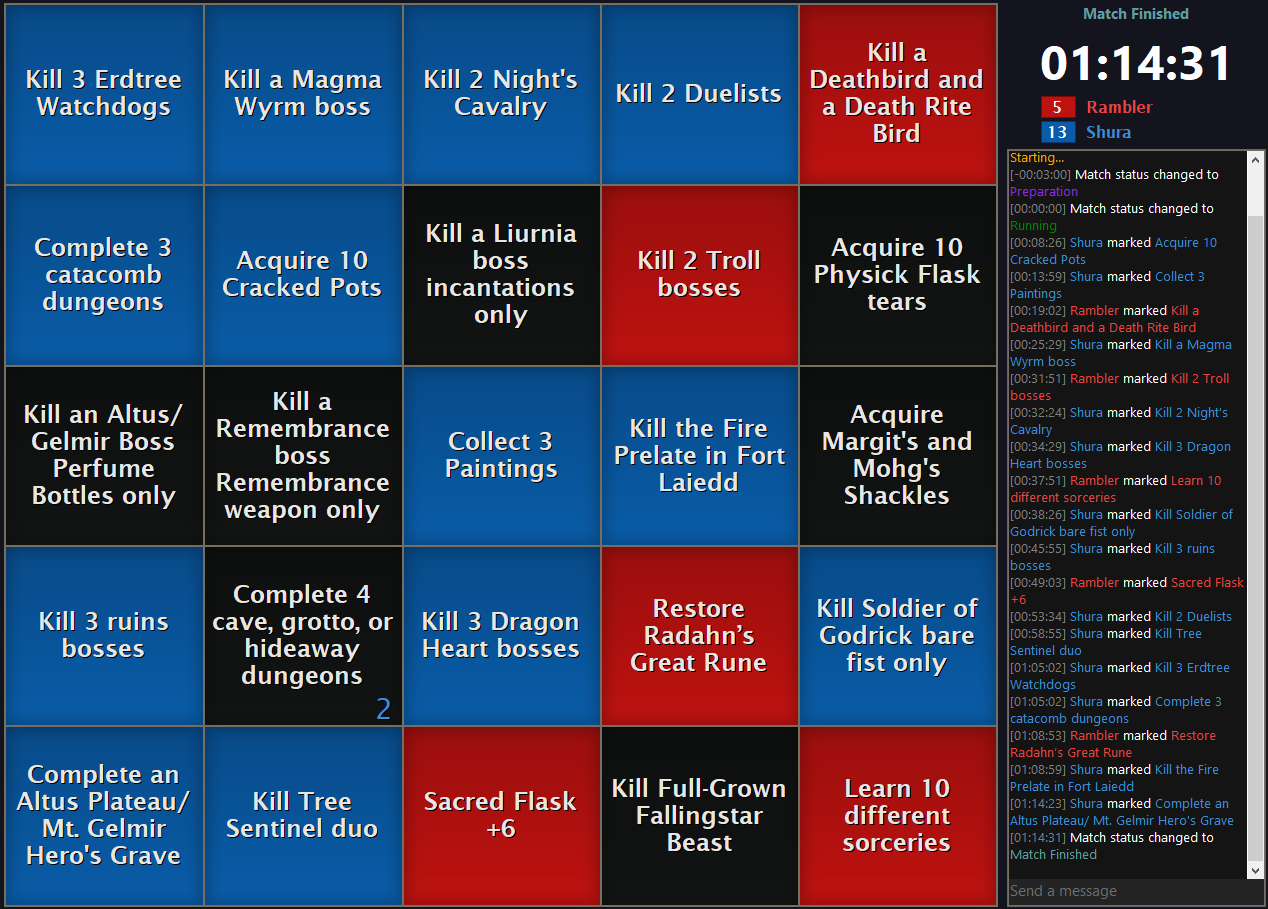 Kill 3 Erdtree
Watchdogs
Kill a Magma
Wyrm boss
Kill 2 Night's
Cavalry
Kill 2 Duelists
Kill a
Deathbird and
a Death Rite
Bird
Complete 3
catacomb
dungeons
Acquire 10
Cracked Pots
Kill a Liurnia
boss
incantations
only
Kill 2 Troll
bosses
Acquire 10
Physick Flask
tears
Kill an Altus/
Gelmir Boss
Perfume
Bottles only
Kill a
Remembrance
boss
Remembrance
weapon only
Collect 3
Paintings
Kill the Fire
Prelate in Fort
Laiedd
Acquire
Margit's and
Mohg's
Shackles
Kill 3 ruins
bosses
Complete 4
cave, grotto, or
hideaway
dungeons
2
Kill 3 Dragon
Heart bosses
Restore
Radahn’s
Great Rune
Kill Soldier of
Godrick bare
fist only
Complete an
Altus Plateau/
Mt. Gelmir
Hero's Grave
Kill Tree
Sentinel duo
Sacred Flask
+6
Kill Full-Grown
Fallingstar
Beast
Learn 10
different
sorceries
Match Finished
01:14:31
5 Rambler
13 Shura
Starting...
[-00:03:00] Match status changed to
Preparation
[00:00:00] Match status changed to
Running
[00:08:26] Shura marked Acquire 10
Cracked Pots
[00:13:59] Shura marked Collect 3
Paintings
[00:19:02] Rambler marked Kill a
Deathbird and a Death Rite Bird
[00:25:29] Shura marked Kill a Magma
Wyrm boss
[00:31:51] Rambler marked Kill 2 Troll
bosses
[00:32:24] Shura marked Kill 2 Night's
Cavalry
[00:34:29] Shura marked Kill 3 Dragon
Heart bosses
[00:37:51] Rambler marked Learn 10
different sorceries
[00:38:26] Shura marked Kill Soldier of
Godrick bare fist only
[00:45:55] Shura marked Kill 3 ruins
bosses
[00:49:03] Rambler marked Sacred Flask
+6
[00:53:34] Shura marked Kill 2 Duelists
[00:58:55] Shura marked Kill Tree
Sentinel duo
[01:05:02] Shura marked Kill 3 Erdtree
Watchdogs
[01:05:02] Shura marked Complete 3
catacomb dungeons
[01:08:53] Rambler marked Restore
Radahn’s Great Rune
[01:08:59] Shura marked Kill the Fire
Prelate in Fort Laiedd
[01:14:23] Shura marked Complete an
Altus Plateau/ Mt. Gelmir Hero's Grave
[01:14:31] Match status changed to
Match Finished
Send a message